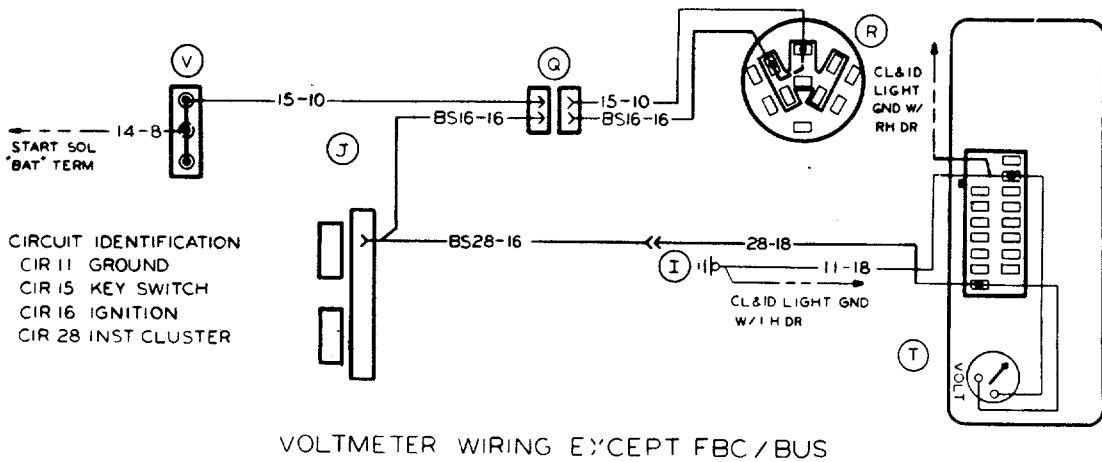 V
Q
R
15-10
15-10
BS16-16
BS16-16
14-8
START SOL
"BAT" TERM
J
CL&ID
LIGHT
GND W/
RH DR
CIRCUIT IDENTIFICATION
CIR 11 GROUND
CIR 15 KEY SWITCH
CIR 16 IGNITION
CIR 28 INST CLUSTER
BS28-16
28-18
I
11-18
CL&ID LIGHT GND
W/LH DR
T
VOLT
VOLTMETER WIRING EXCEPT FBC/BUS